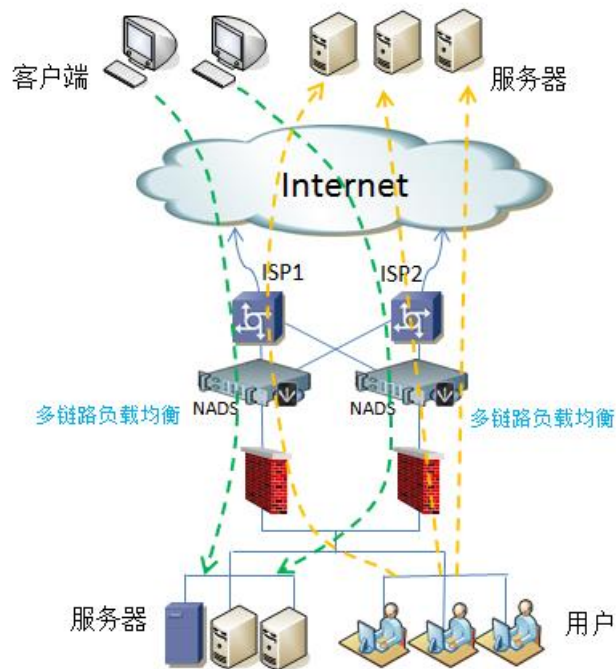 客户端
服务器
Internet
ISP1
ISP2
NADS
NADS
多链路负载均衡
多链路负载均衡
服务器
用户